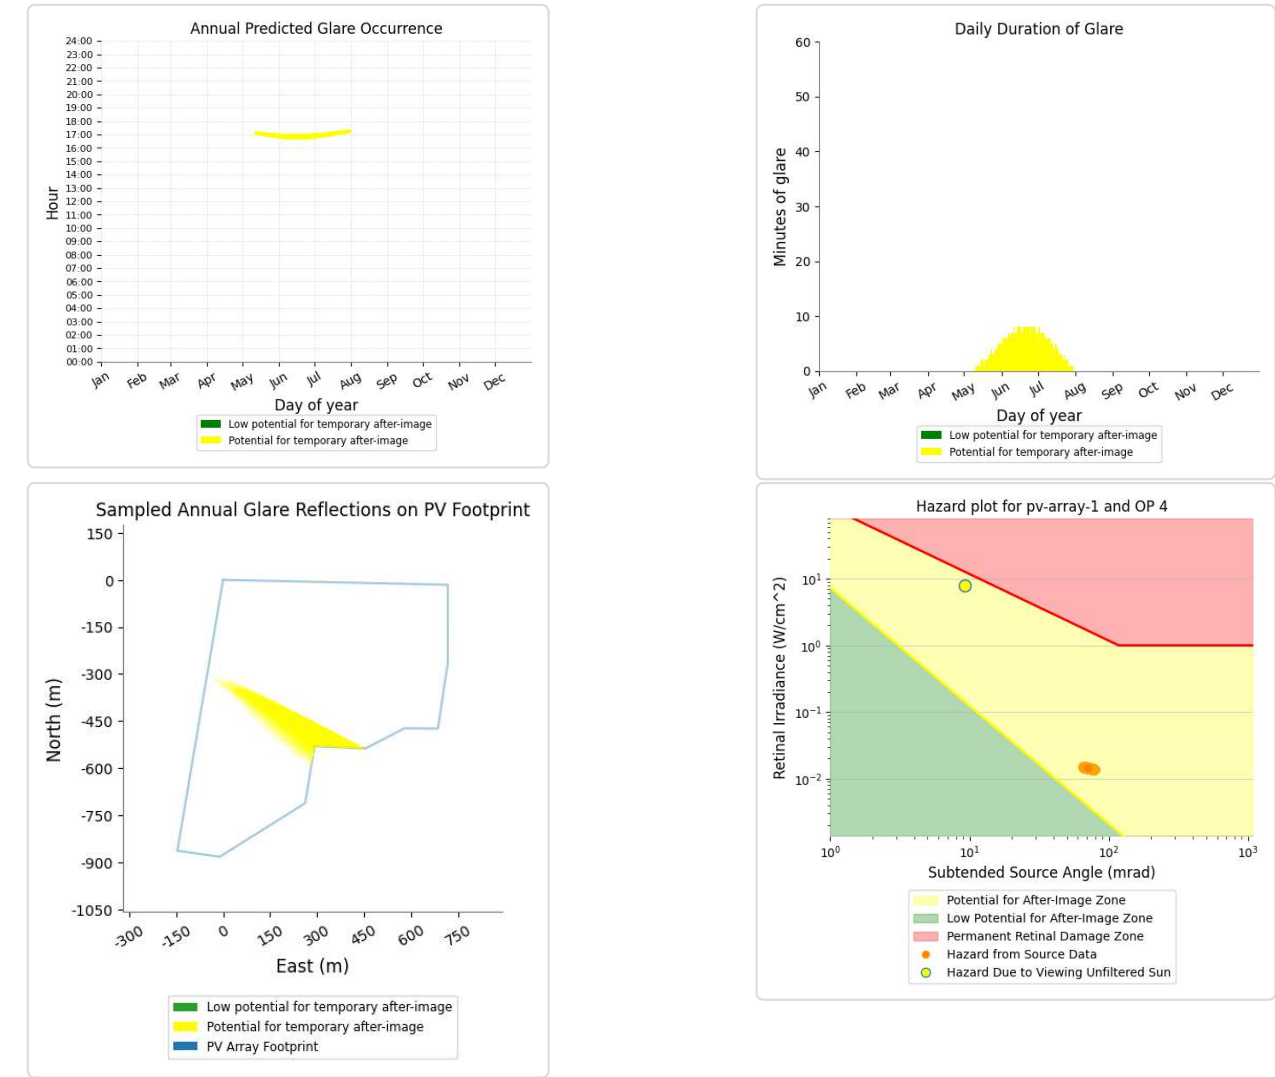 Annual Predicted Glare Occurrence
24:00
23:00
22:00
21:00
20:00
19:00
18:00
17:00
16:00
15:00
14:00
13:00
12:00
11:00
10:00
09:00
08:00
07:00
06:00
05:00
04:00
03:00
02:00
01:00
00:00
Hour
Jan Feb Mar Apr May Jun Jul Aug Sep Oct Nov Dec
Day of year
Low potential for temporary after-image
Potential for temporary after-image
Daily Duration of Glare
60
50
40
30
20
10
0
Minutes of glare
Jan Feb Mar Apr May Jun Jul Aug Sep Oct Nov Dec
Day of year
Low potential for temporary after-image
Potential for temporary after-image
Sampled Annual Glare Reflections on PV Footprint
150
0
-150
-300
-450
-600
-750
-900
-1050
North (m)
-300 -150 0 150 300 450 600 750
East (m)
Low potential for temporary after-image
Potential for temporary after-image
PV Array Footprint
Hazard plot for pv-array-1 and OP 4
10^1
10^0
10^-1
10^-2
Retinal Irradiance (W/cm^2)
10^0 10^1 10^2 10^3
Subtended Source Angle (mrad)
Potential for After-Image Zone
Low Potential for After-Image Zone
Permanent Retinal Damage Zone
Hazard from Source Data
Hazard Due to Viewing Unfiltered Sun